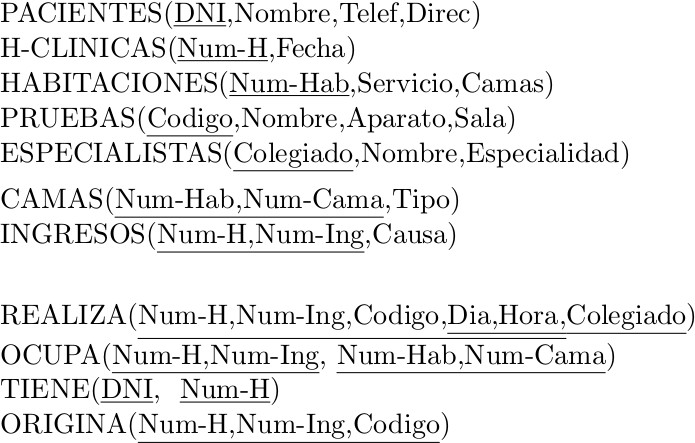 PACIENTES(DNI,Nombre,Telef,Direc)
H-CLINICAS(Num-H,Fecha)
HABITACIONES(Num-Hab,Servicio,Camas)
PRUEBAS(Codigo,Nombre,Aparato,Sala)
ESPECIALISTAS(Colegiado,Nombre,Especialidad)
CAMAS(Num-Hab,Num-Cama,Tipo)
INGRESOS(Num-H,Num-Ing,Causa)
REALIZA(Num-H,Num-Ing,Codigo,Dia,Hora,Colegiado)
OCUPA(Num-H,Num-Ing, Num-Hab,Num-Cama)
TIENE(DNI, Num-H)
ORIGINA(Num-H,Num-Ing,Codigo)